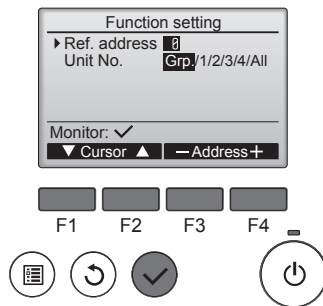 Function setting
Ref. address 0
Unit No. Grp./1/2/3/4/All
Monitor: ✓
▼ Cursor ▲ −Address+
F1 F2 F3 F4